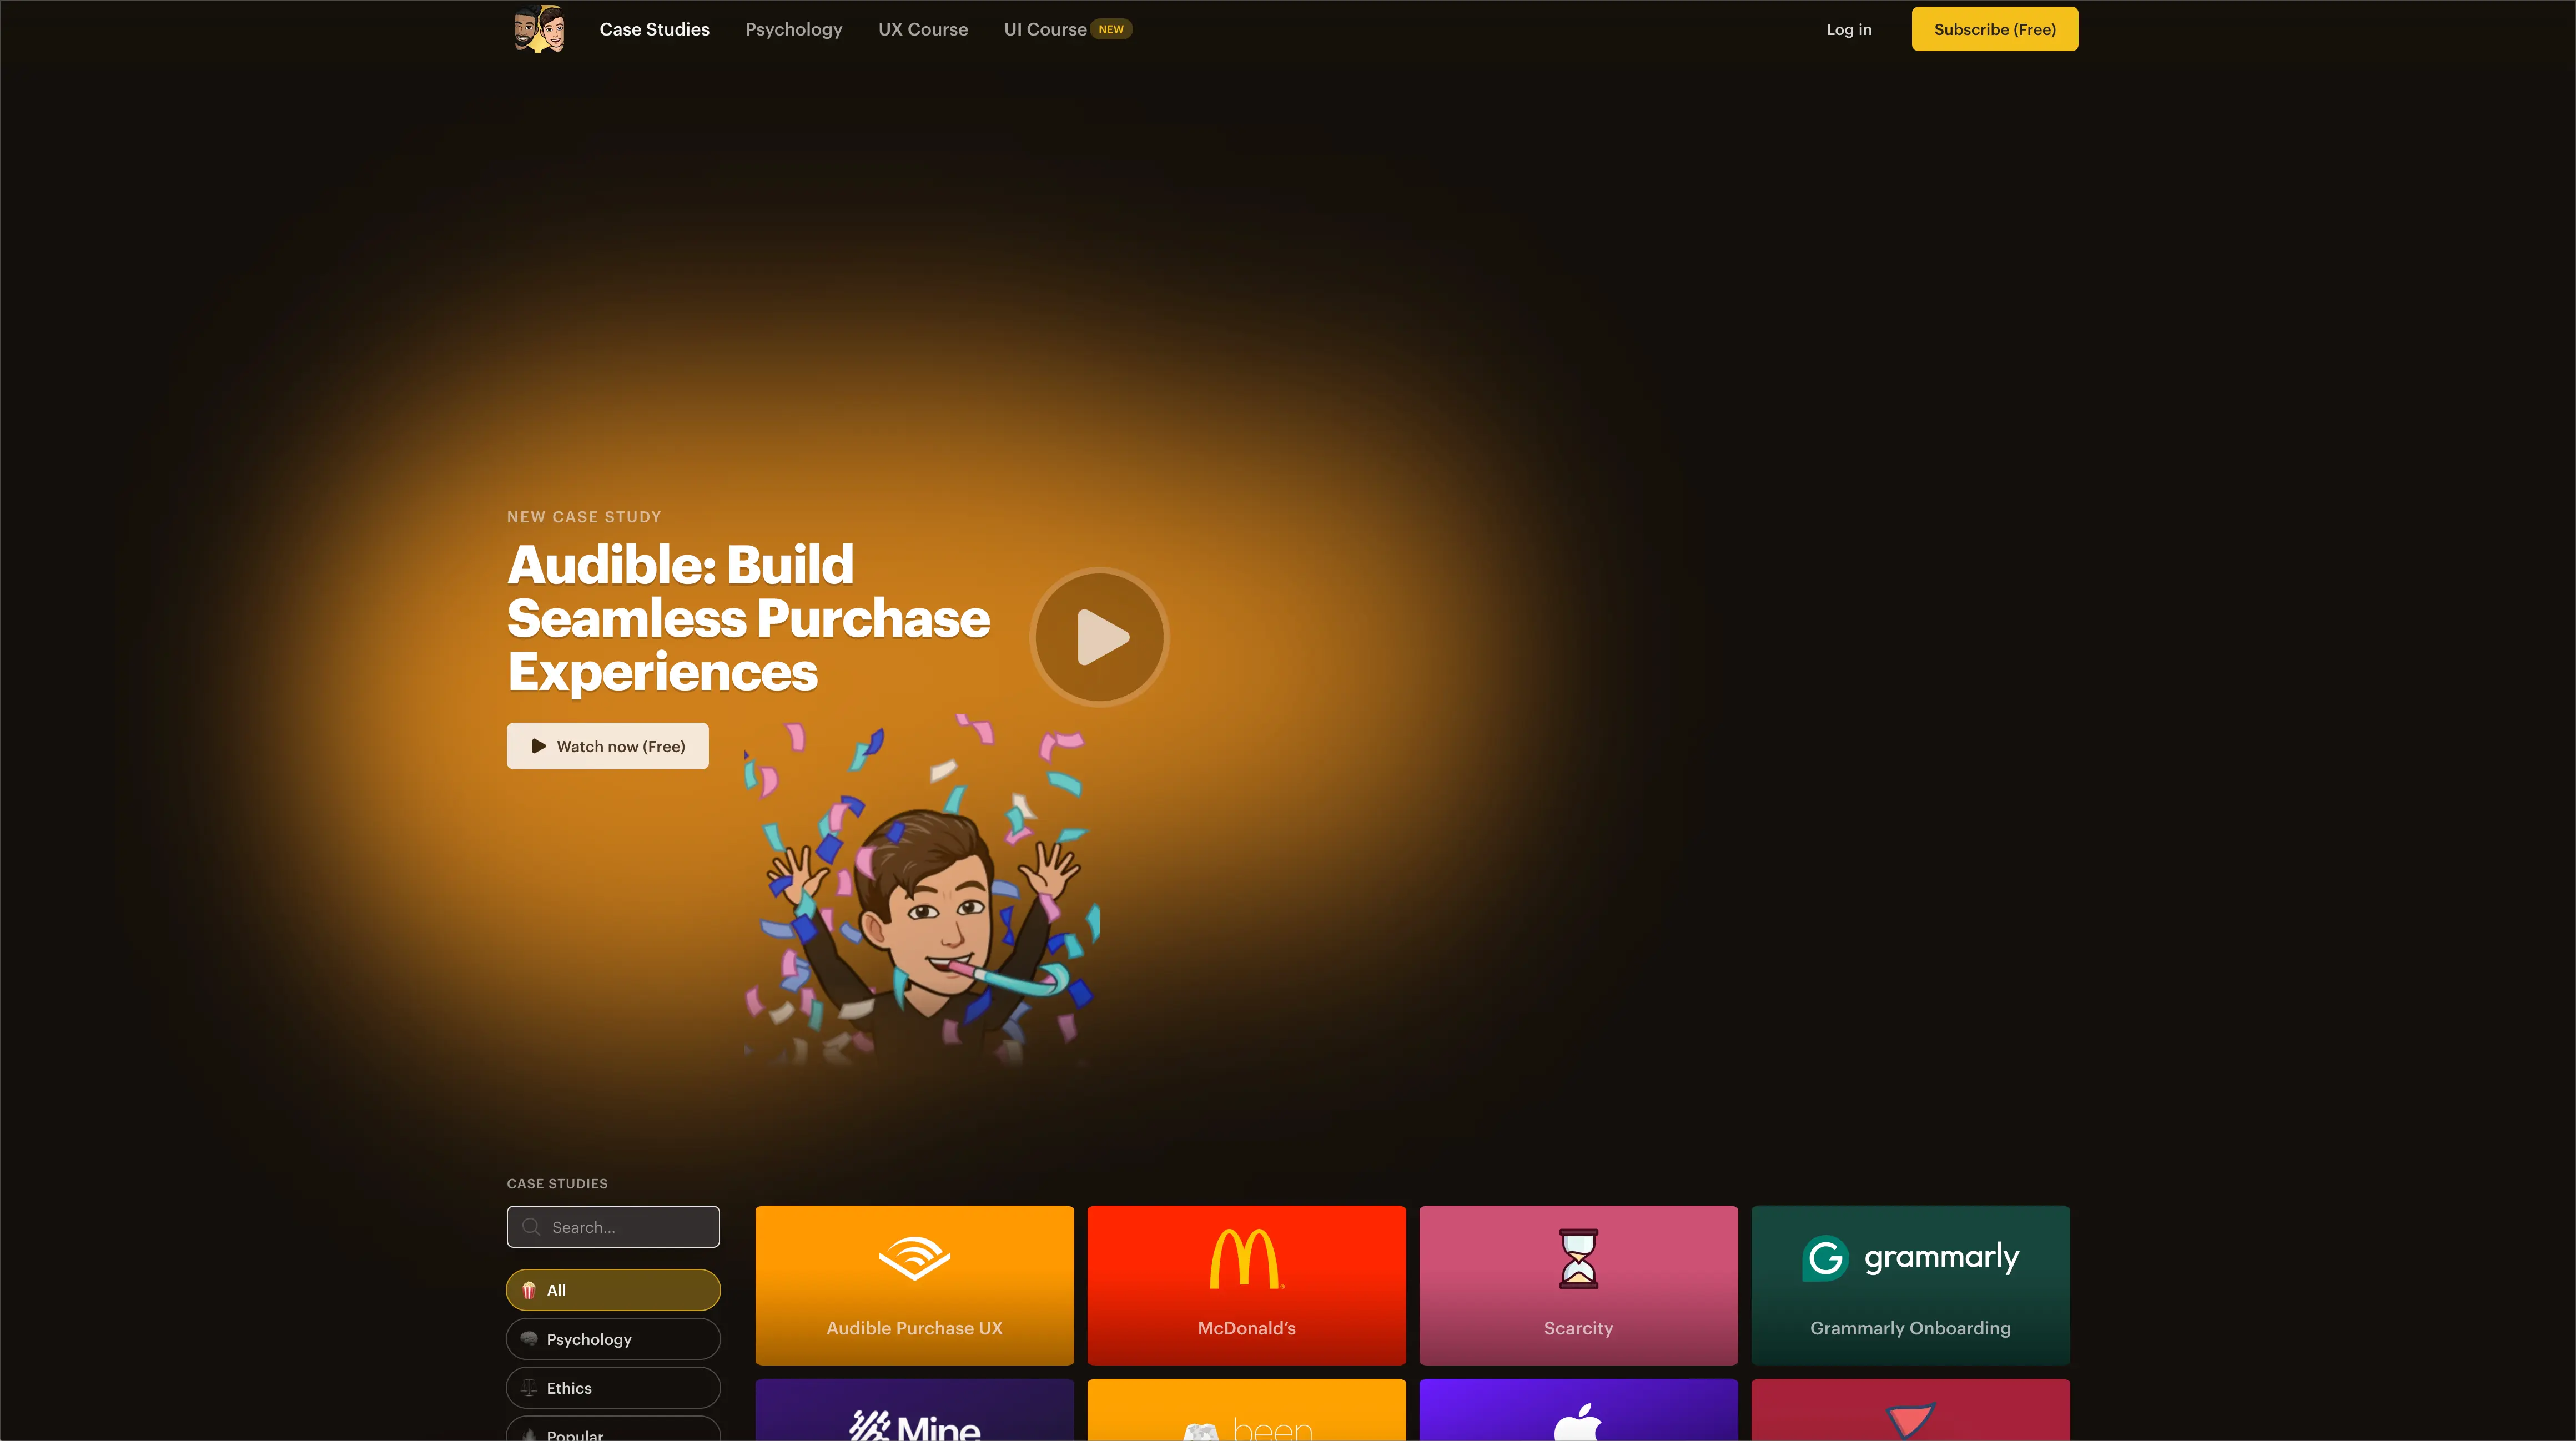 Case Studies
Psychology
UX Course
UI Course NEW
Log in
Subscribe (Free)
NEW CASE STUDY
Audible: Build
Seamless Purchase
Experiences
Watch now (Free)
CASE STUDIES
Search...
All
Psychology
Ethics
Popular
Audible Purchase UX
McDonald’s
Scarcity
grammarly
Grammarly Onboarding
Mine
been